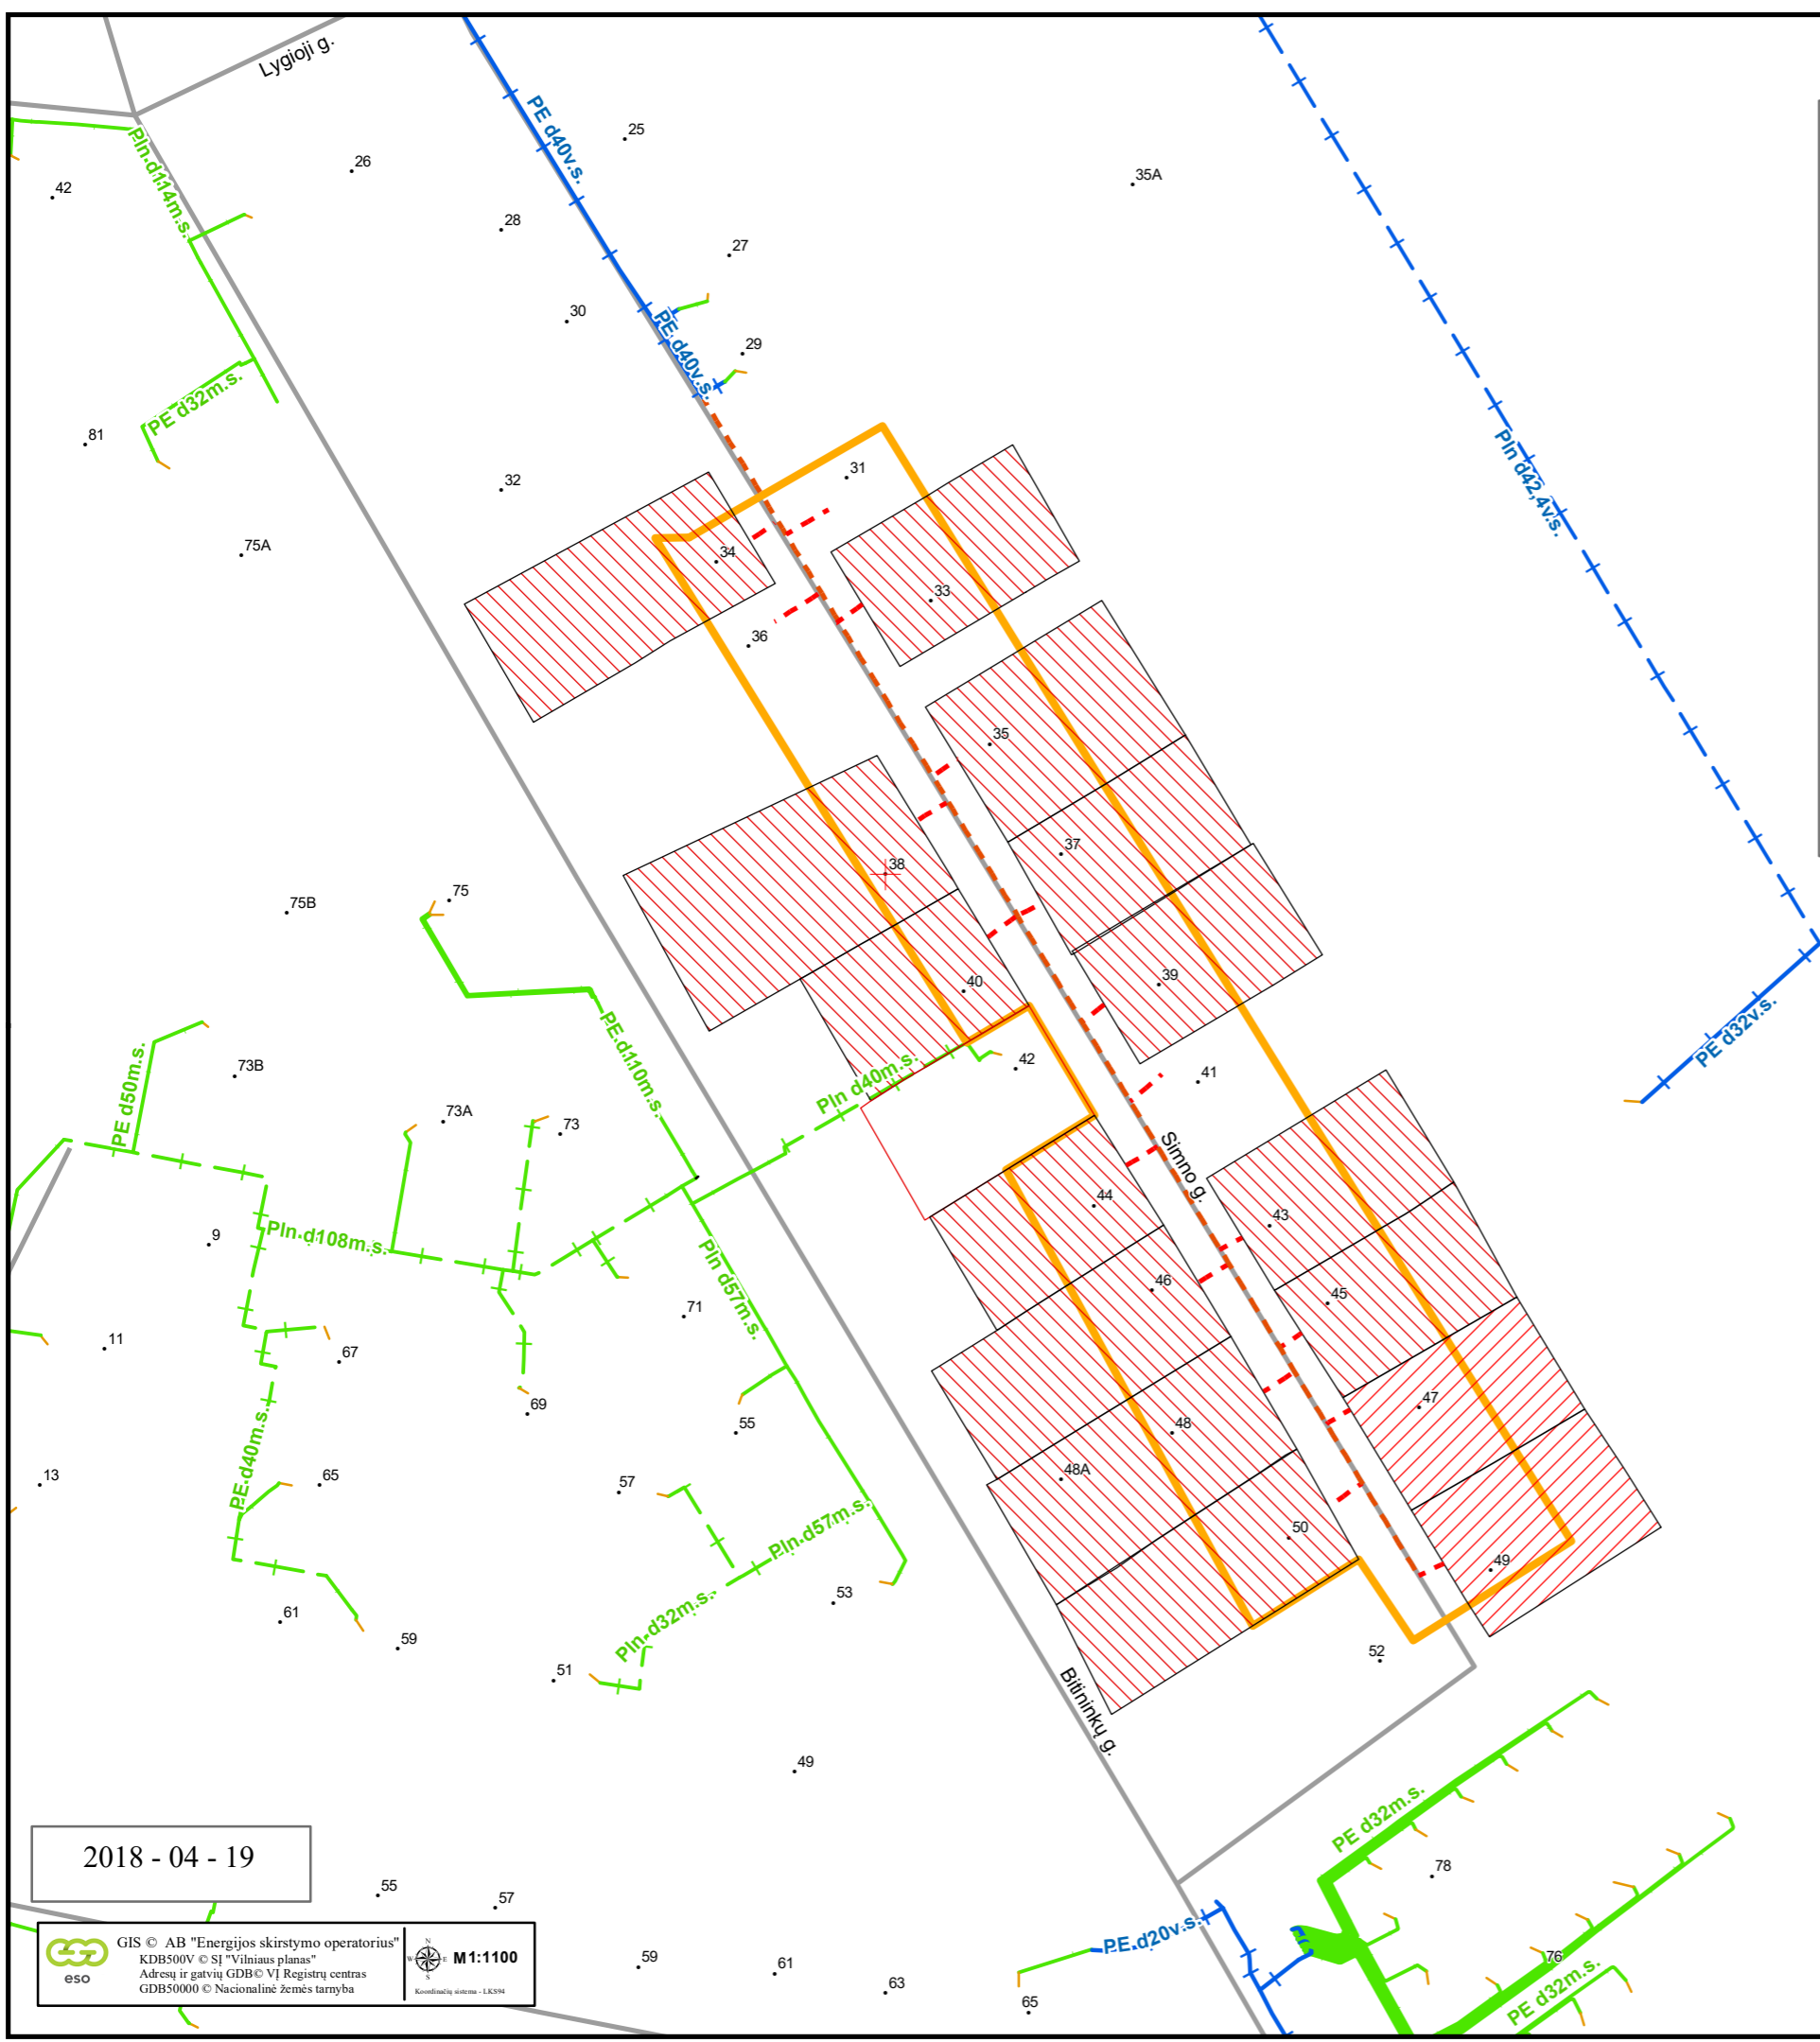 Lygioji g.
PE d40v.s.
25
26
35A
Pln d114m.s.
42
28
27
30
PE d40v.s.
29
PE d32m.s.
81
31
32
Pln d42,4v.s.
75A
34
33
36
35
37
38
75
75B
39
40
PE d110m.s.
PE d32v.s.
42
73B
Pln d40m.s.
41
PE d50m.s.
73A
73
Simno g.
44
43
9
Pln d108m.s.
Pln d57m.s.
46
45
71
11
67
47
69
55
48
PE d40m.s.
48A
13
65
57
Pln d57m.s.
50
49
53
Pln d32m.s.
61
59
52
51
Bitininkų g.
49
PE d32m.s.
2018 - 04 - 19
78
55
57
PE d20v.s.
76
59
61
63
65
PE d32m.s.
eso
GIS © AB "Energijos skirstymo operatorius"
KDB500V © SĮ "Vilniaus planas"
Adresų ir gatvių GDB© VĮ Registrų centras
GDB50000 © Nacionalinė žemės tarnyba
N
W
E
S
M 1:1100
Koordinačių sistema - LKS94